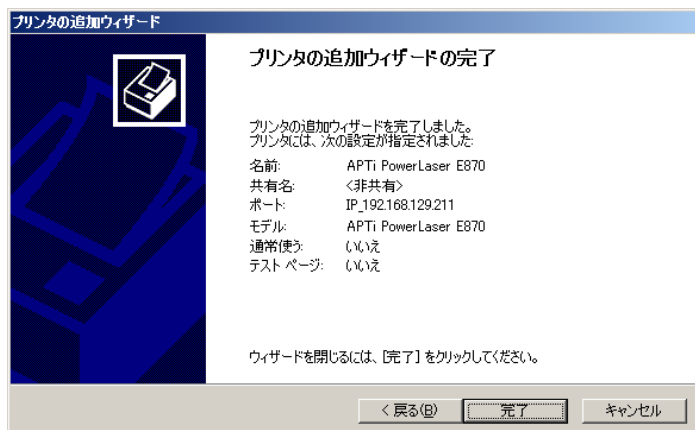 プリンタの追加ウィザード
プリンタの追加ウィザードの完了
プリンタの追加ウィザードを完了しました。
プリンタには、次の設定が指定されました:
名前: APTi PowerLaser E870
共有名: <非共有>
ポート: IP_192.168.129.211
モデル: APTi PowerLaser E870
通常使う: いいえ
テスト ページ: いいえ
ウィザードを閉じるには、[完了] をクリックしてください。
< 戻る(B) 完了 キャンセル